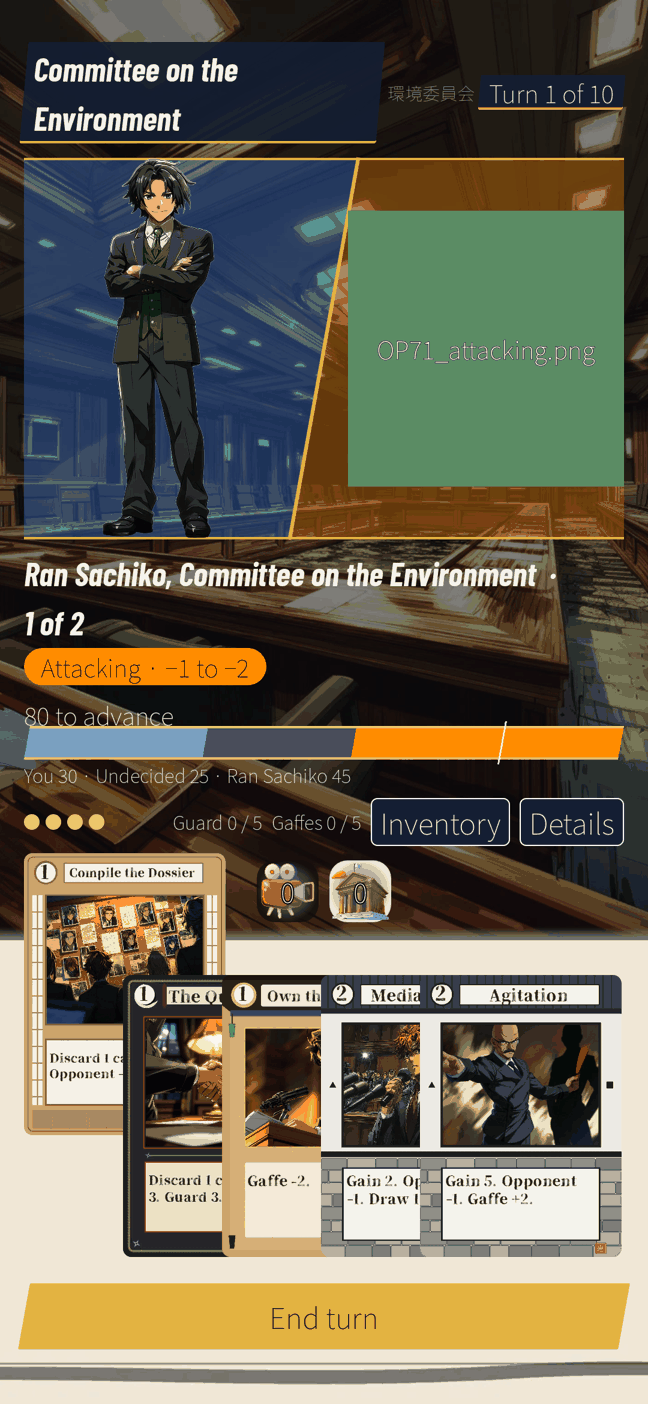 Committee on the
Environment
環境委員会
Turn 1 of 10
OP71_attacking.png
Ran Sachiko, Committee on the Environment ·
1 of 2
Attacking · −1 to −2
80 to advance
You 30 · Undecided 25 · Ran Sachiko 45
Guard 0 / 5 Gaffes 0 / 5
Inventory
Details
1 Compile the Dossier
0
0
Discard 1 ca
Opponent -
1 The Qu
Discard 1 c
3. Guard 3.
1 Own th
Gaffe -2.
2 Media
Gain 2. Op
-1. Draw 1
2 Agitation
Gain 5. Opponent
-1. Gaffe +2.
End turn